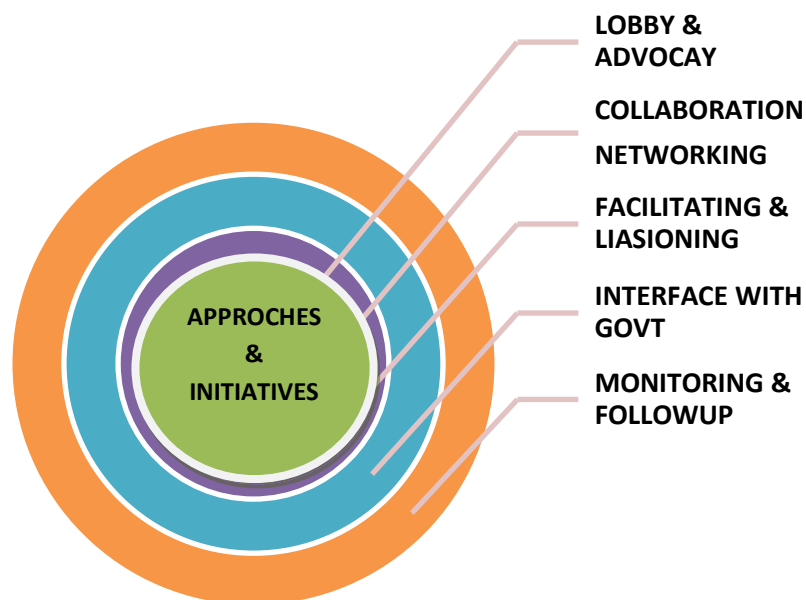 LOBBY &
ADVOCAY
COLLABORATION
NETWORKING
FACILITATING &
LIASIONING
INTERFACE WITH
GOVT
MONITORING &
FOLLOWUP
APPROCHES
&
INITIATIVES